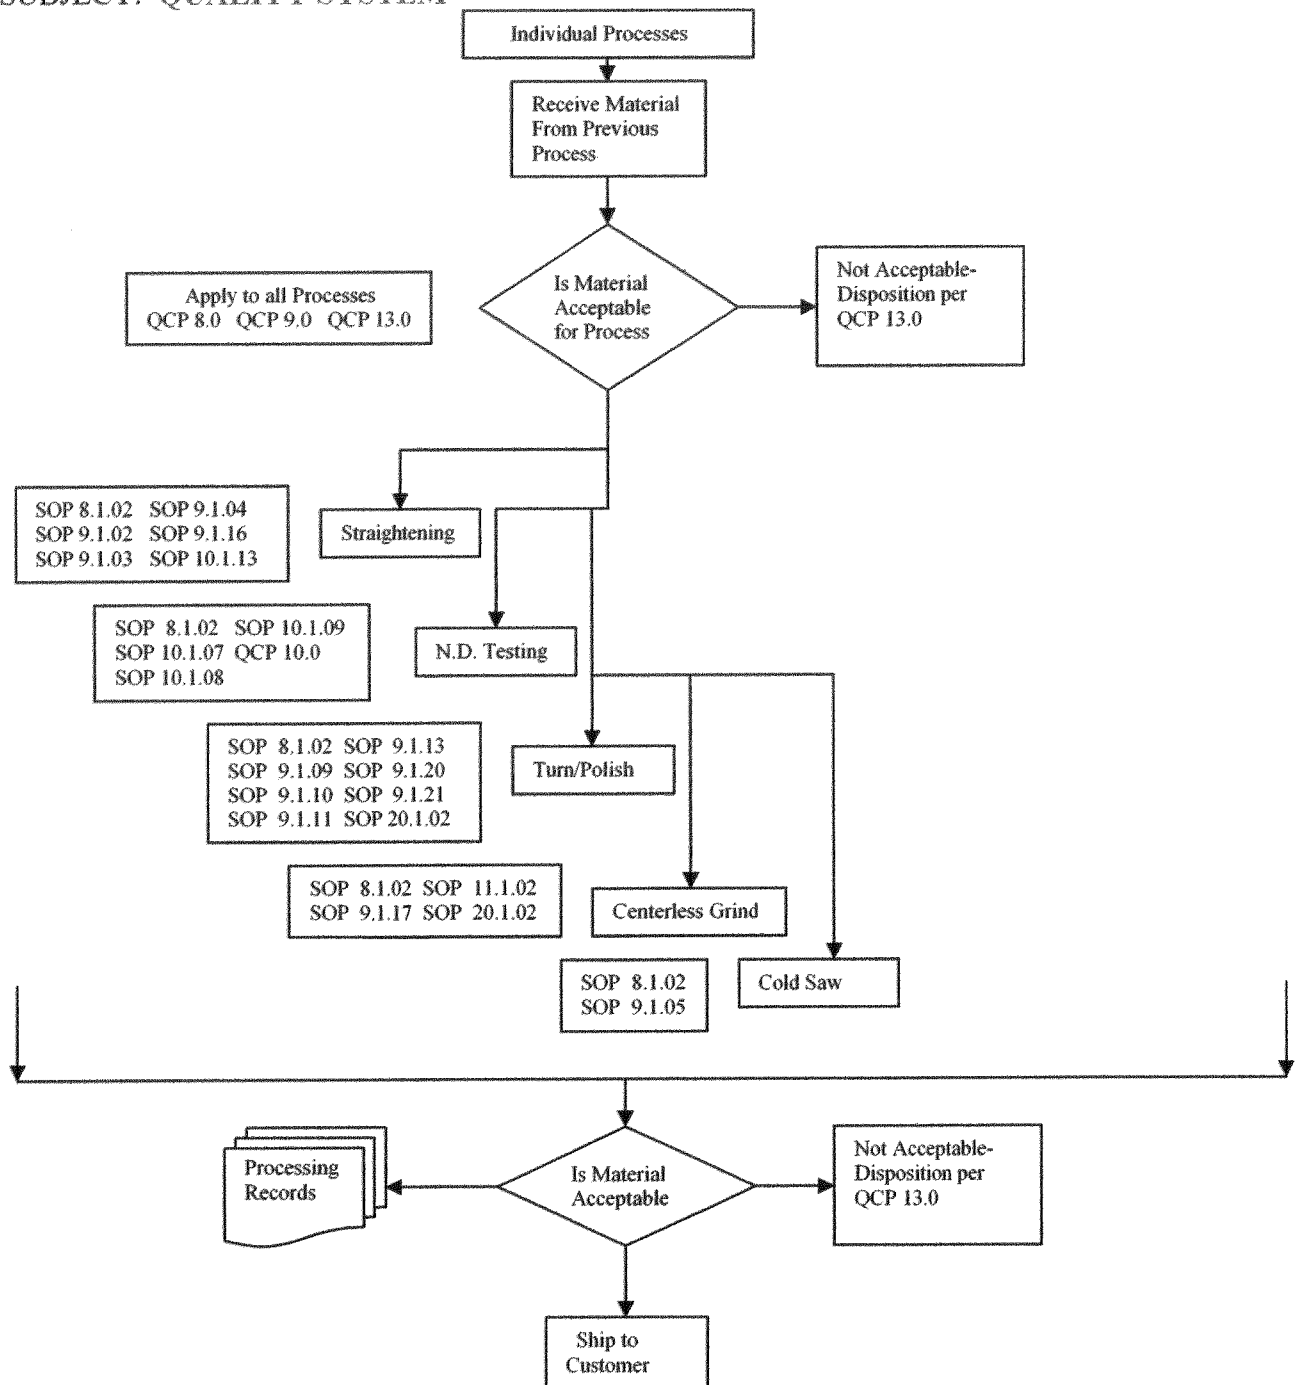 SUBJECT: QUALITY SYSTEM
Individual Processes
Receive Material
From Previous
Process
Is Material
Acceptable
for Process
Not Acceptable-
Disposition per
QCP 13.0
Apply to all Processes
QCP 8.0 QCP 9.0 QCP 13.0
SOP 8.1.02 SOP 9.1.04
SOP 9.1.02 SOP 9.1.16
SOP 9.1.03 SOP 10.1.13
Straightening
SOP 8.1.02 SOP 10.1.09
SOP 10.1.07 QCP 10.0
SOP 10.1.08
N.D. Testing
SOP 8.1.02 SOP 9.1.13
SOP 9.1.09 SOP 9.1.20
SOP 9.1.10 SOP 9.1.21
SOP 9.1.11 SOP 20.1.02
Turn/Polish
SOP 8.1.02 SOP 11.1.02
SOP 9.1.17 SOP 20.1.02
Centerless Grind
SOP 8.1.02
SOP 9.1.05
Cold Saw
Processing
Records
Is Material
Acceptable
Not Acceptable-
Disposition per
QCP 13.0
Ship to
Customer